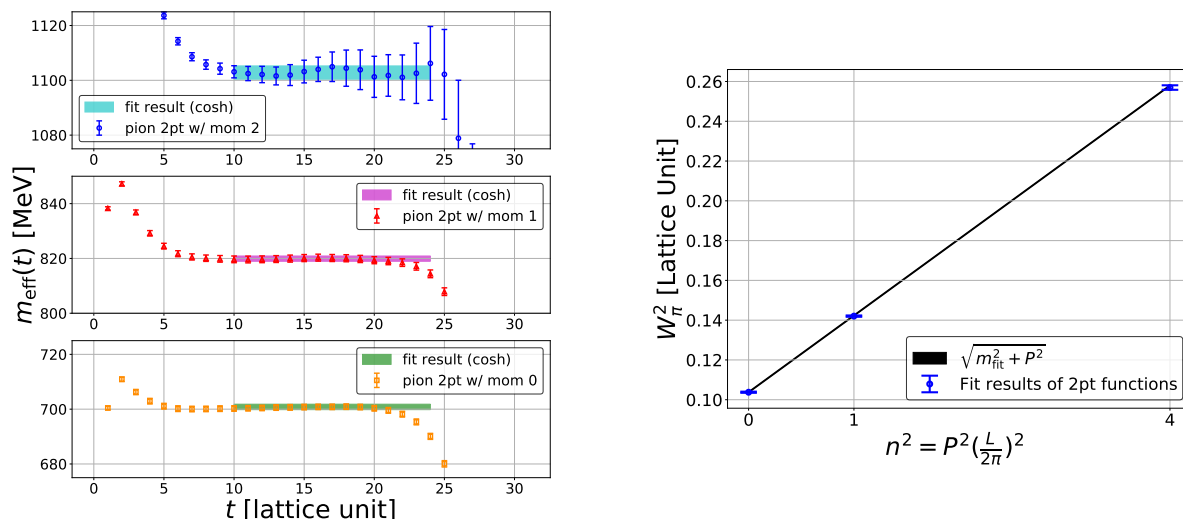 1120
1100
1080
fit result (cosh)
pion 2pt w/ mom 2
0 5 10 15 20 25 30
840
820
800
fit result (cosh)
pion 2pt w/ mom 1
0 5 10 15 20 25 30
720
700
680
fit result (cosh)
pion 2pt w/ mom 0
0 5 10 15 20 25 30
m_eff(t) [MeV]
t [lattice unit]
0.26
0.24
0.22
0.20
0.18
0.16
0.14
0.12
0.10
W_π^2 [Lattice Unit]
√(m_fit^2 + P^2)
Fit results of 2pt functions
0 1 4
n^2 = P^2(L/2π)^2